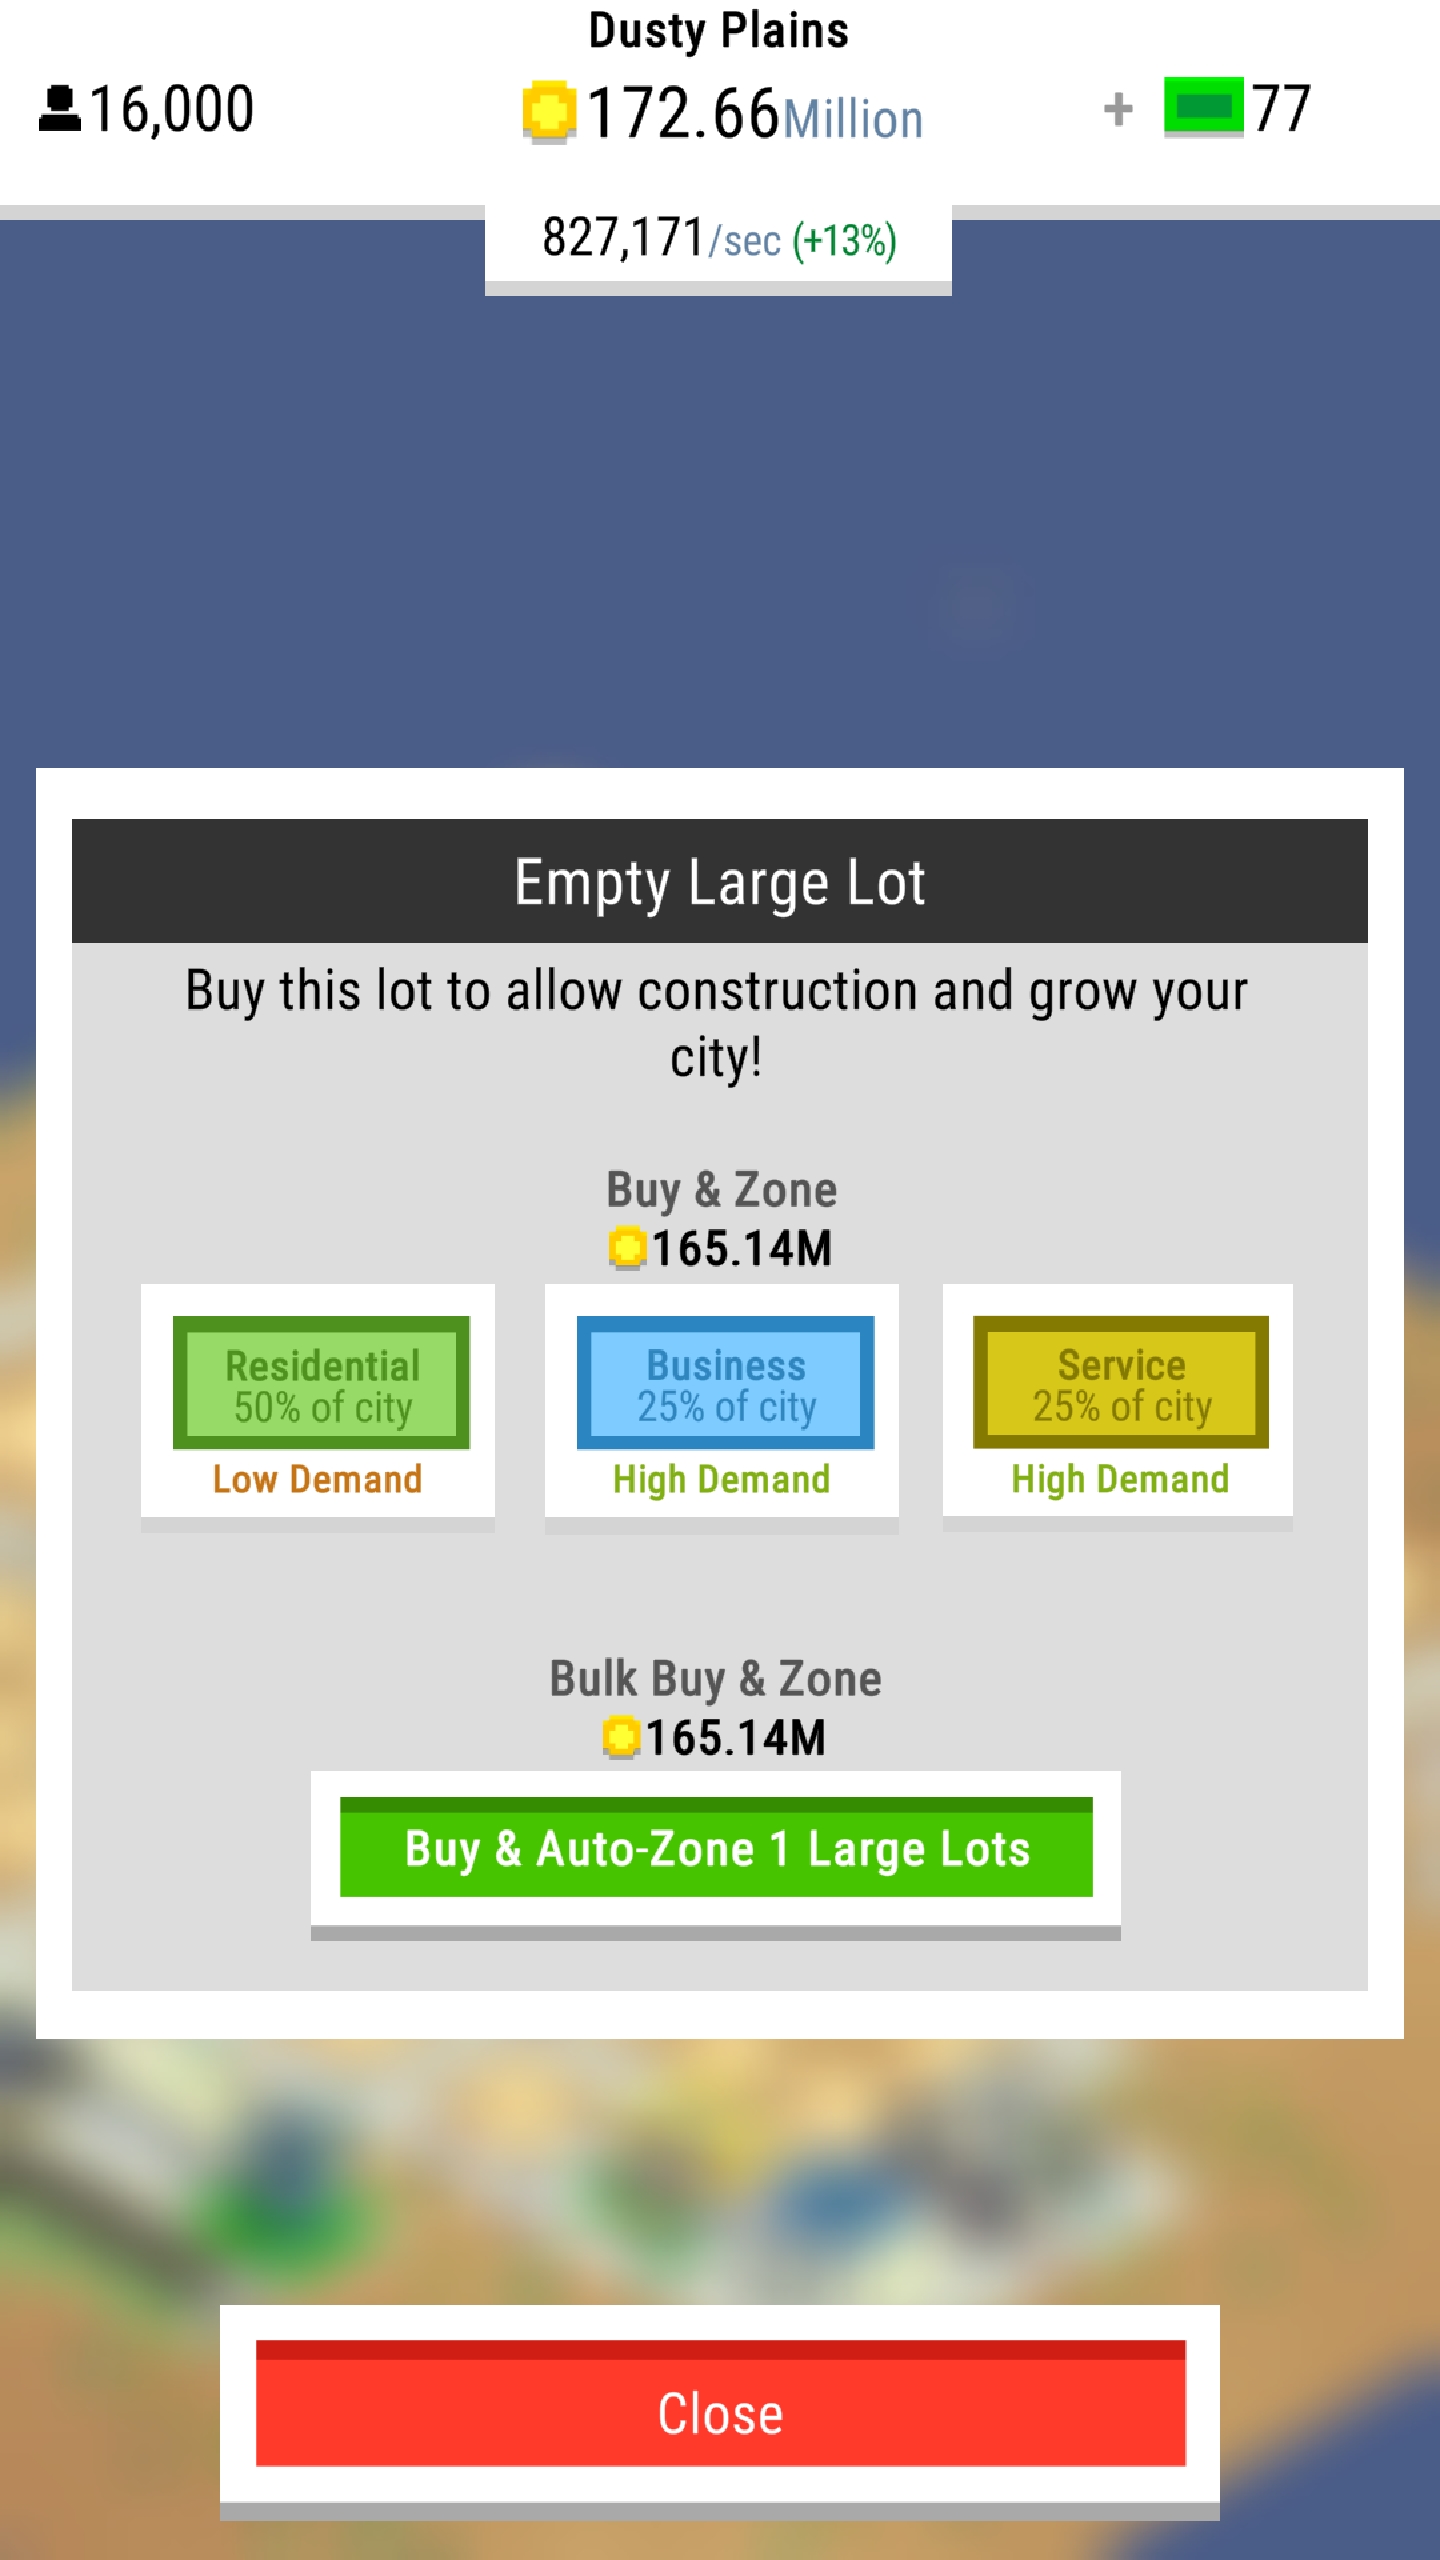 Dusty Plains
16,000
172.66Million
+ 77
827,171/sec (+13%)
Empty Large Lot
Buy this lot to allow construction and grow your
city!
Buy & Zone
165.14M
Residential
50% of city
Low Demand
Business
25% of city
High Demand
Service
25% of city
High Demand
Bulk Buy & Zone
165.14M
Buy & Auto-Zone 1 Large Lots
Close